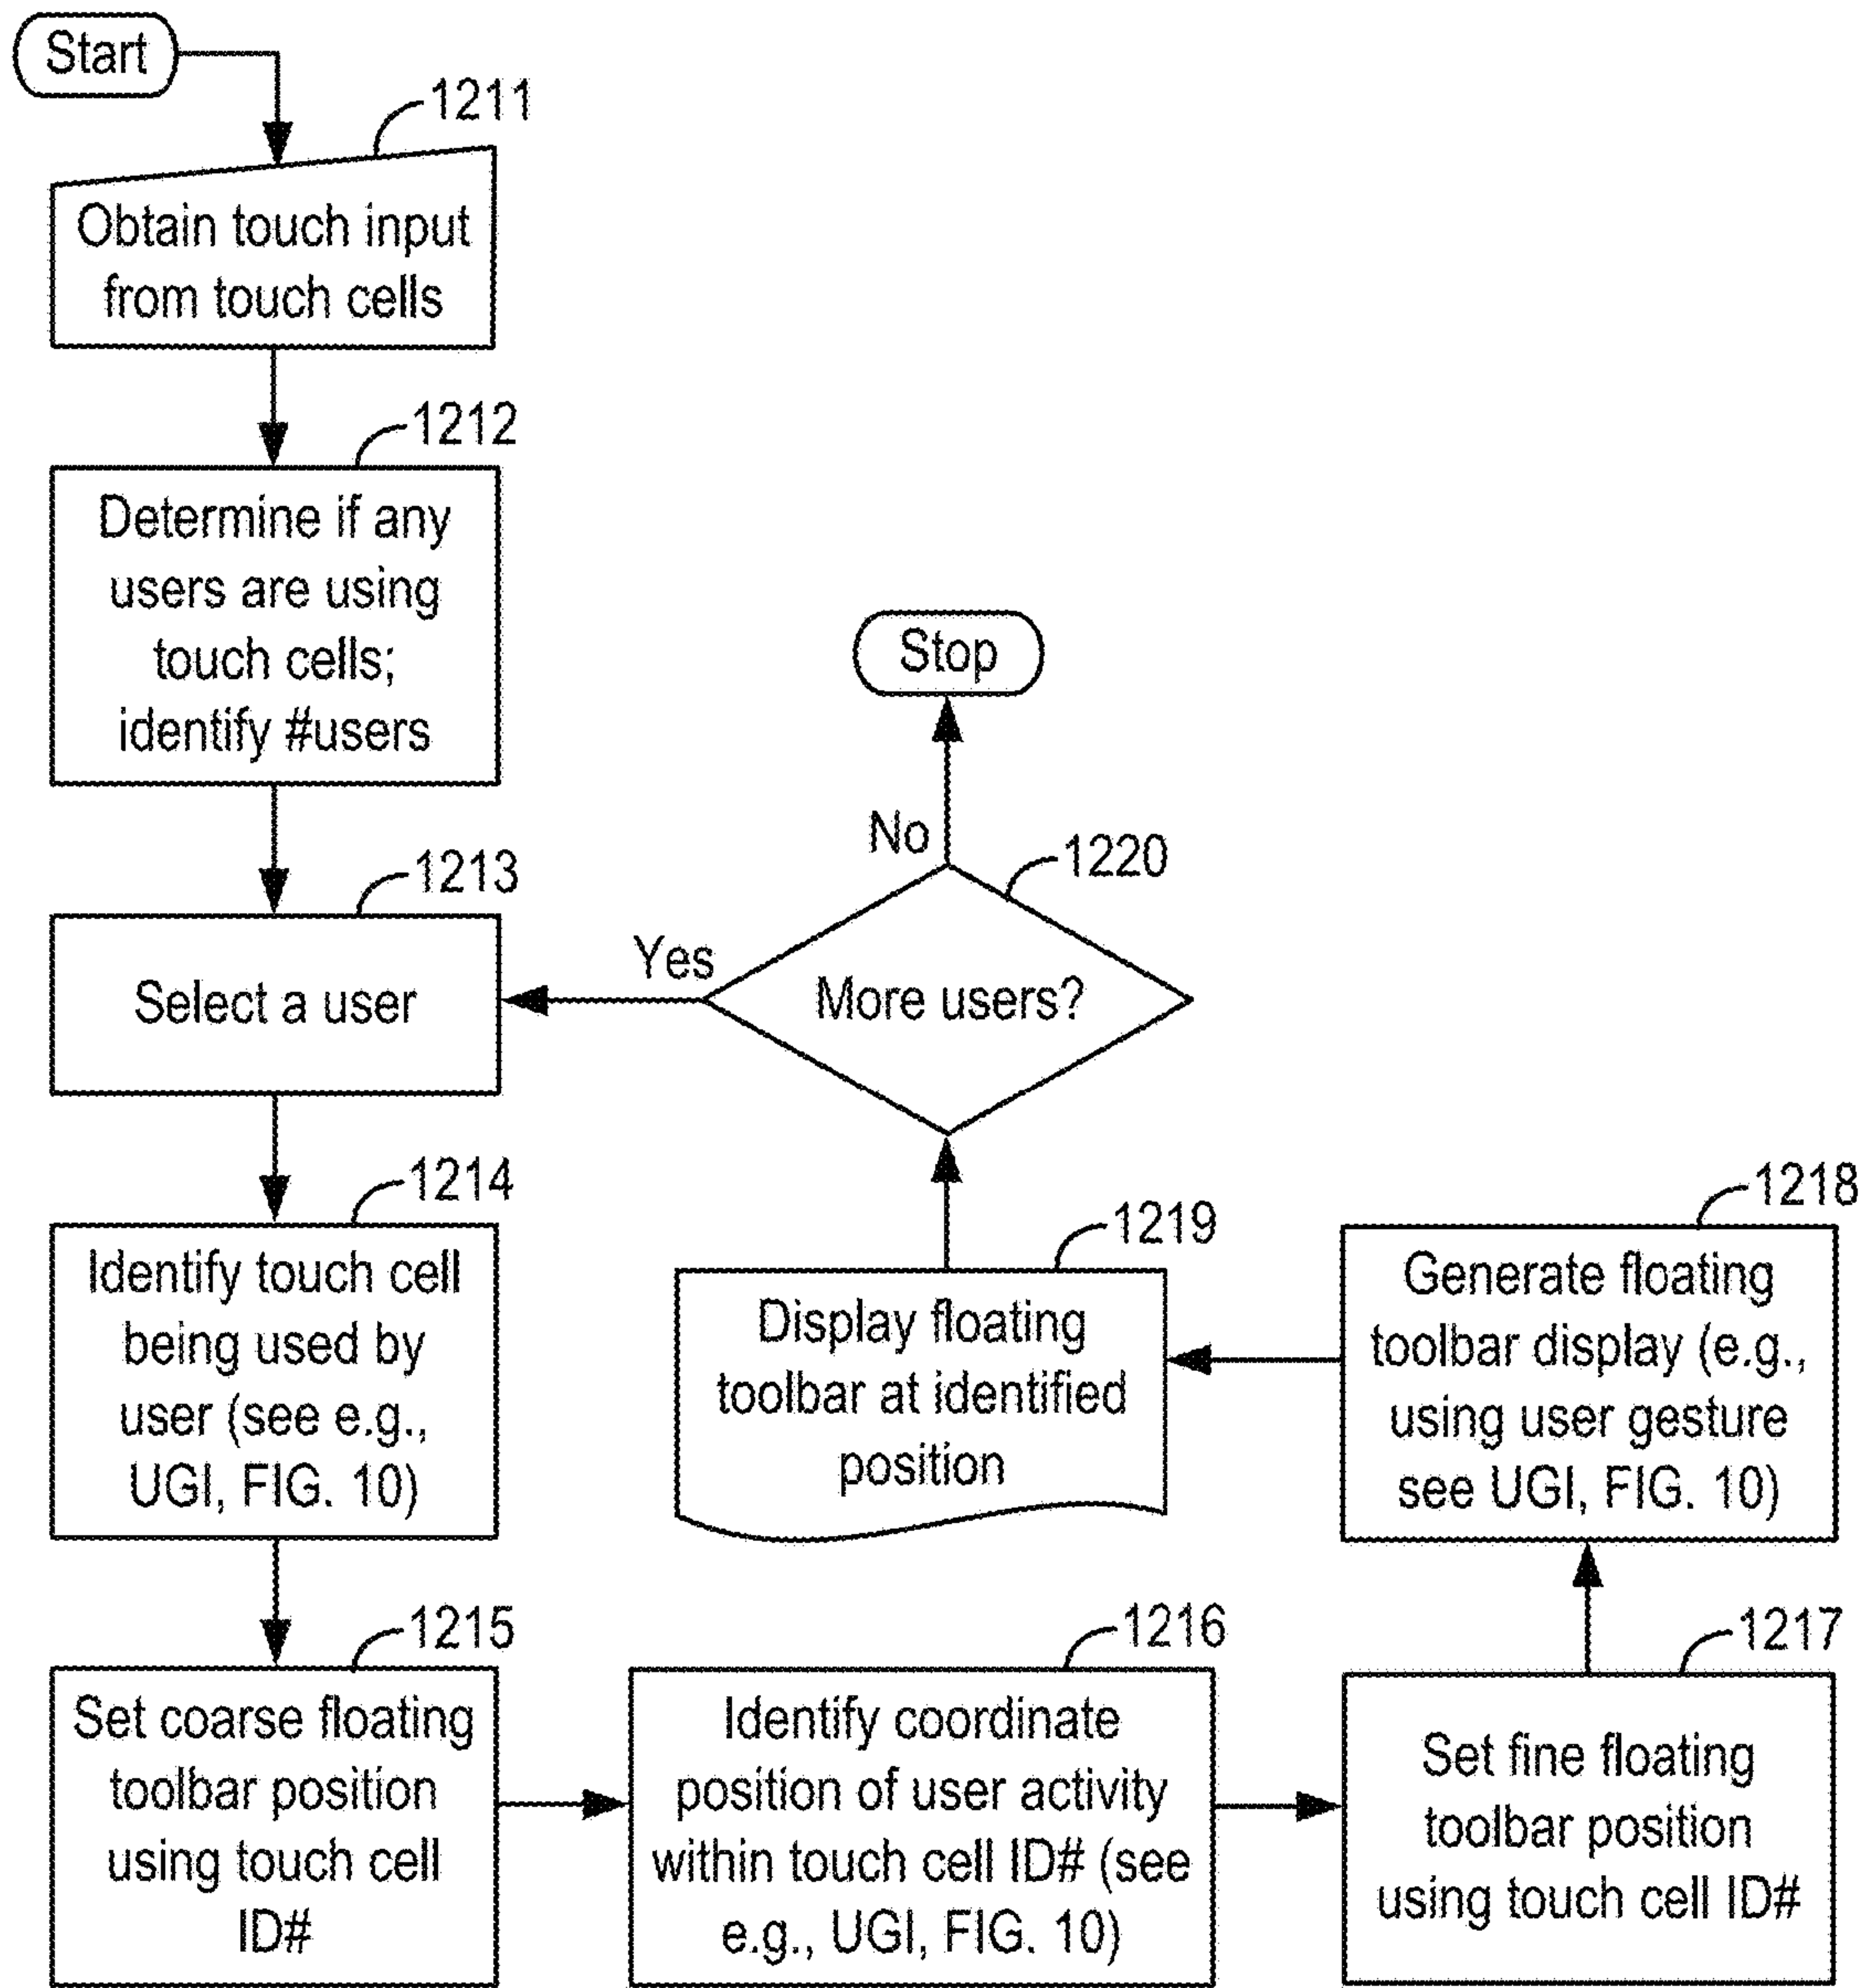 Start
1211
Obtain touch input
from touch cells
1212
Determine if any
users are using
touch cells;
identify #users
1213
Select a user
1214
Identify touch cell
being used by
user (see e.g.,
UGI, FIG. 10)
1215
Set coarse floating
toolbar position
using touch cell
ID#
1216
Identify coordinate
position of user activity
within touch cell ID# (see
e.g., UGI, FIG. 10)
1217
Set fine floating
toolbar position
using touch cell ID#
1218
Generate floating
toolbar display (e.g.,
using user gesture
see UGI, FIG. 10)
1219
Display floating
toolbar at identified
position
1220
More users?
Yes
No
Stop